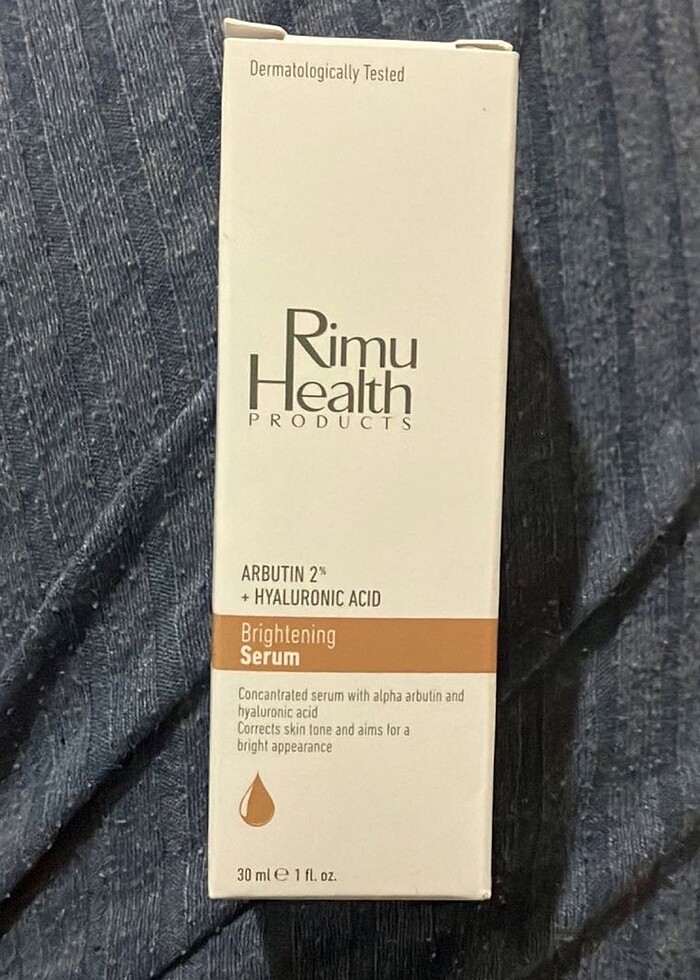 Dermatologically Tested
Rimu
Health
PRODUCTS
ARBUTIN 2%
+ HYALURONIC ACID
Brightening
Serum
Concantrated serum with alpha arbutin and
hyaluronic acid
Corrects skin tone and aims for a
bright appearance
30 ml ℮ 1 fl. oz.